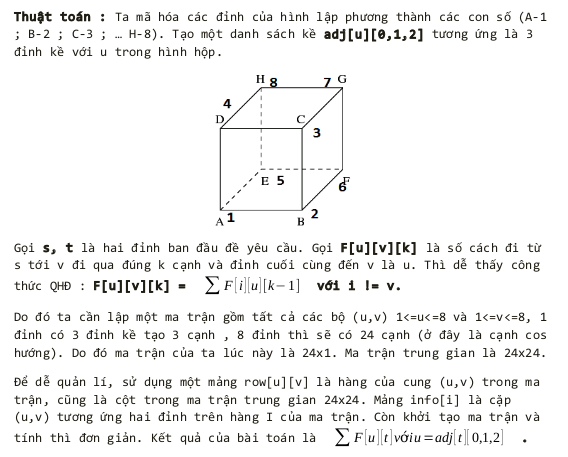 Thuật toán : Ta mã hóa các đỉnh của hình lập phương thành các con số (A-1
; B-2 ; C-3 ; … H-8). Tạo một danh sách kề adj[u][0,1,2] tương ứng là 3
đỉnh kề với u trong hình hộp.
H 8 7 G
4
D C
3
E 5 F
6
A 1 B 2
Gọi s, t là hai đỉnh ban đầu đề yêu cầu. Gọi F[u][v][k] là số cách đi từ
s tới v đi qua đúng k cạnh và đỉnh cuối cùng đến v là u. Thì dễ thấy công
thức QHĐ : F[u][v][k] = ∑ F[i][u][k−1] với i != v.
Do đó ta cần lập một ma trận gồm tất cả các bộ (u,v) 1<=u<=8 và 1<=v<=8, 1
đỉnh có 3 đỉnh kề tạo 3 cạnh , 8 đỉnh thì sẽ có 24 cạnh (ở đây là cạnh cos
hướng). Do đó ma trận của ta lúc này là 24x1. Ma trận trung gian là 24x24.
Để dễ quản lí, sử dụng một mảng row[u][v] là hàng của cung (u,v) trong ma
trận, cũng là cột trong ma trận trung gian 24x24. Mảng info[i] là cặp
(u,v) tương ứng hai đỉnh trên hàng I của ma trận. Còn khởi tạo ma trận và
tính thì đơn giản. Kết quả của bài toán là ∑ F[u][t]vớiu=adj[t][0,1,2] .